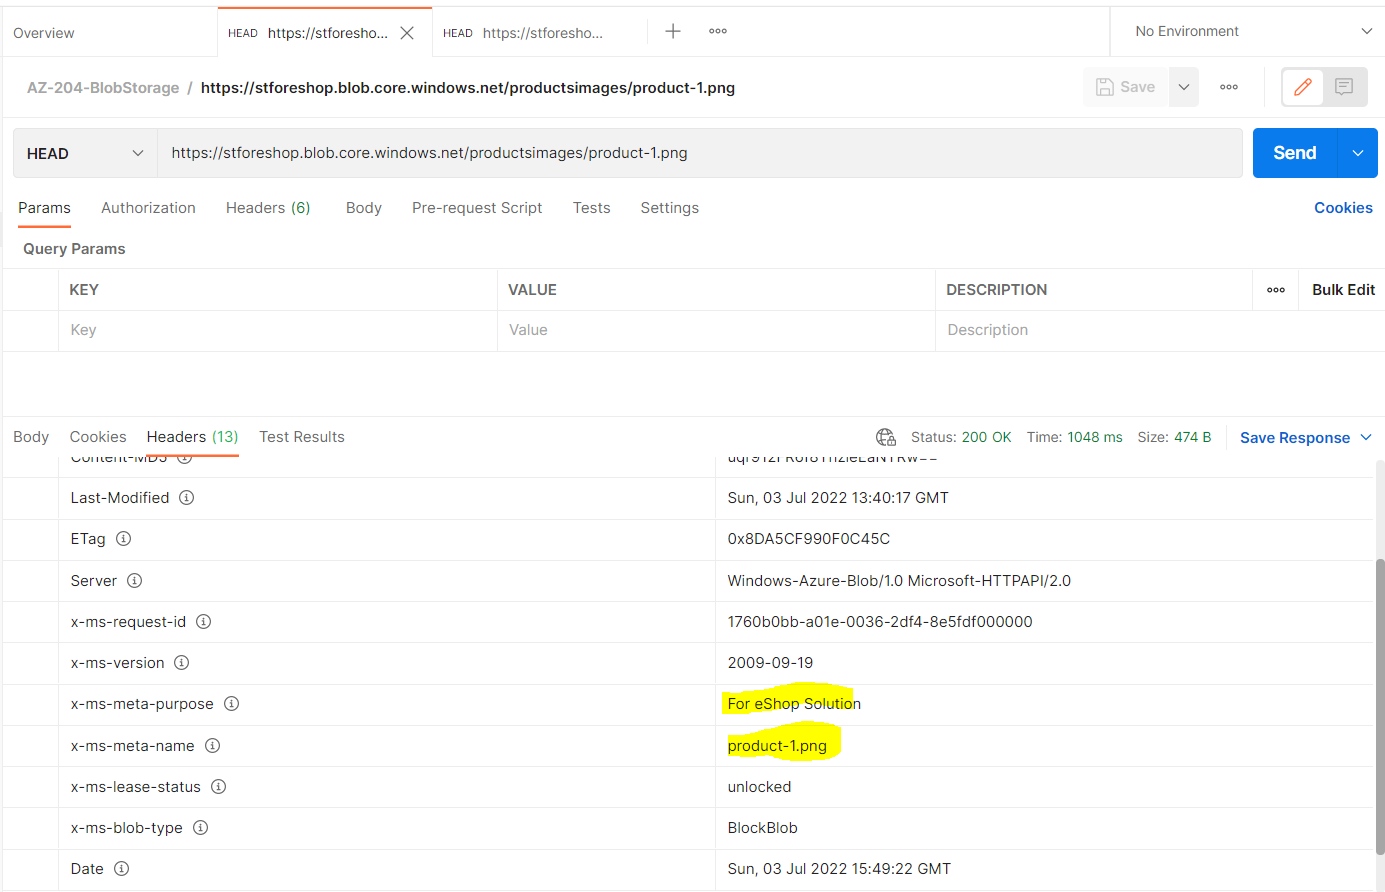 Overview
HEAD https://stforesho...
HEAD https://stforesho...
No Environment
AZ-204-BlobStorage / https://stforeshop.blob.core.windows.net/productsimages/product-1.png
Save
HEAD
https://stforeshop.blob.core.windows.net/productsimages/product-1.png
Send
Params Authorization Headers (6) Body Pre-request Script Tests Settings Cookies
Query Params
KEY VALUE DESCRIPTION Bulk Edit
Key Value Description
Body Cookies Headers (13) Test Results Status: 200 OK Time: 1048 ms Size: 474 B Save Response
Content-MD5
Last-Modified Sun, 03 Jul 2022 13:40:17 GMT
ETag 0x8DA5CF990F0C45C
Server Windows-Azure-Blob/1.0 Microsoft-HTTPAPI/2.0
x-ms-request-id 1760b0bb-a01e-0036-2df4-8e5fdf000000
x-ms-version 2009-09-19
x-ms-meta-purpose For eShop Solution
x-ms-meta-name product-1.png
x-ms-lease-status unlocked
x-ms-blob-type BlockBlob
Date Sun, 03 Jul 2022 15:49:22 GMT